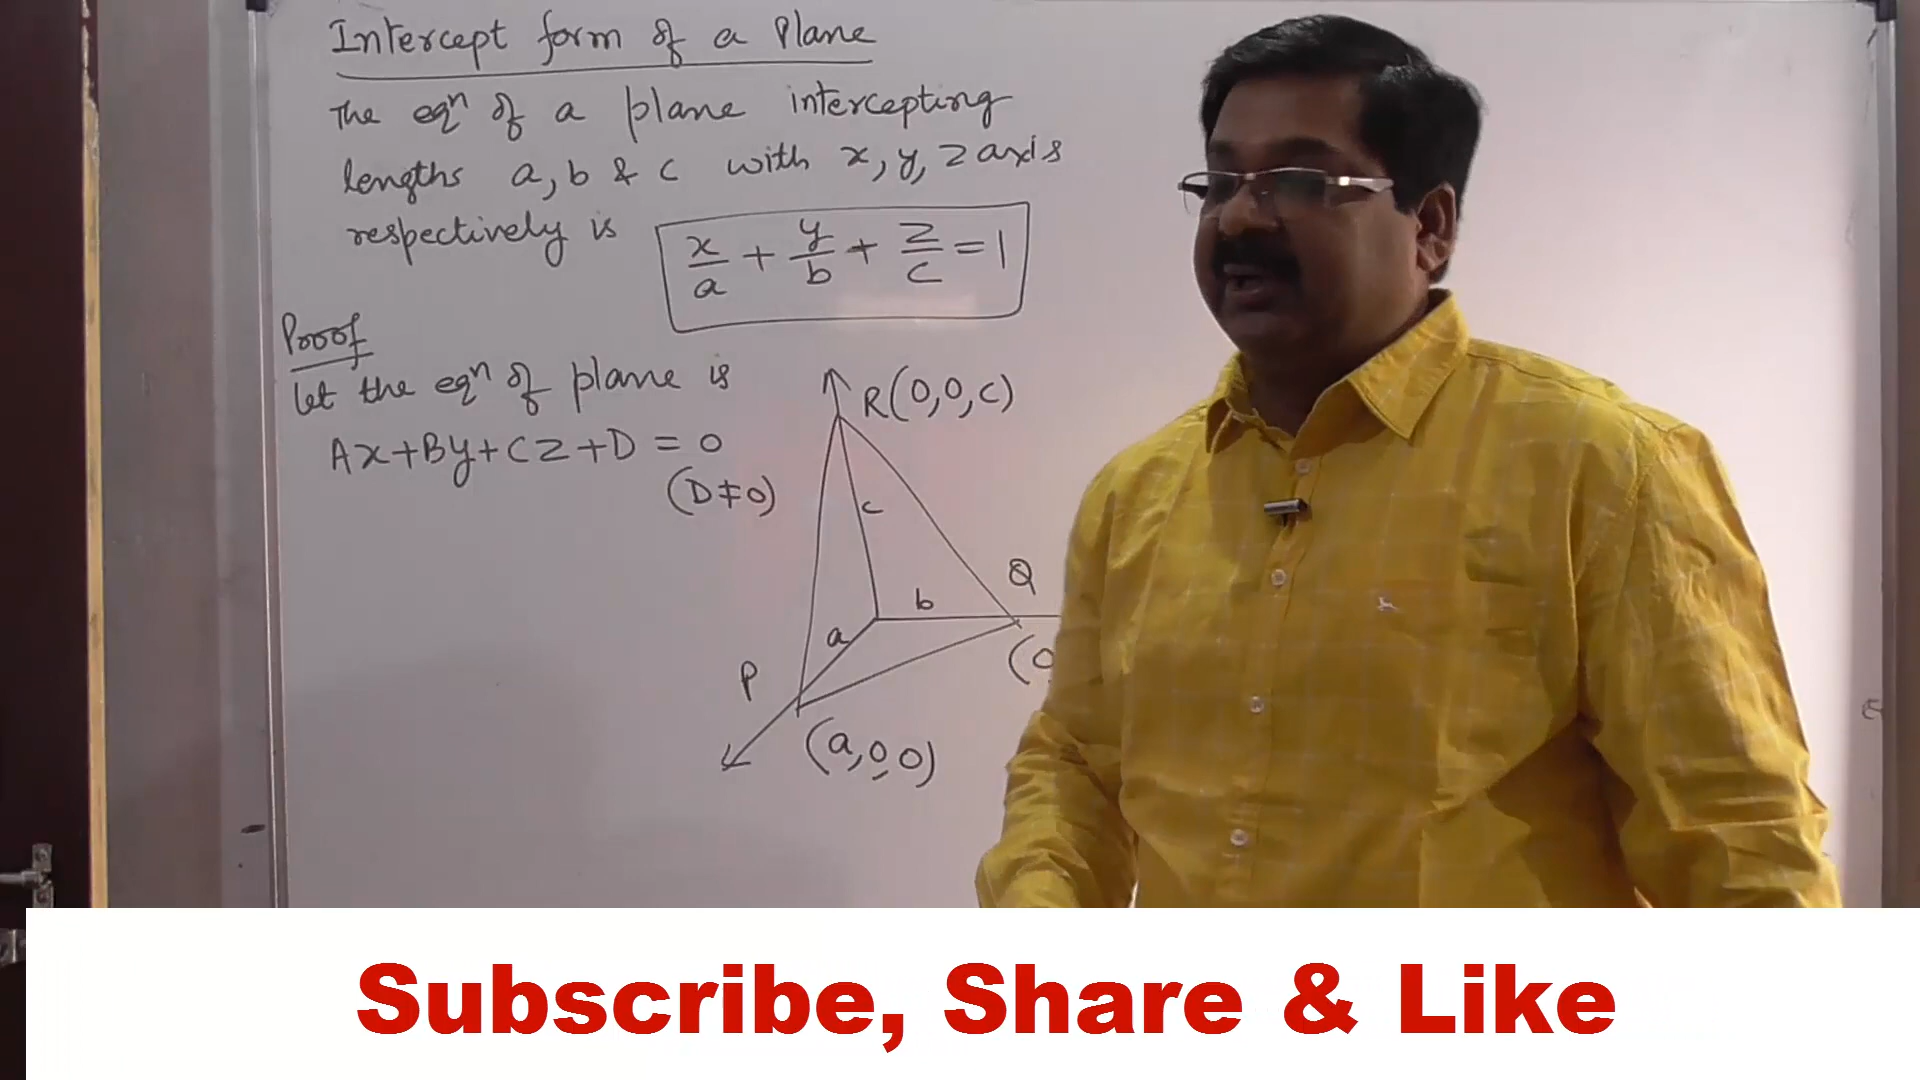 Intercept form of a Plane
The eqⁿ of a plane intercepting
lengths a, b & c with x, y, z axis
respectively is x/a + y/b + z/c = 1
Proof
Let the eqⁿ of plane is
Ax+By+Cz+D = 0
(D≠0)
R(0,0,c)
c
Q
b
a
(0
P
(a,0,0)
Subscribe, Share & Like